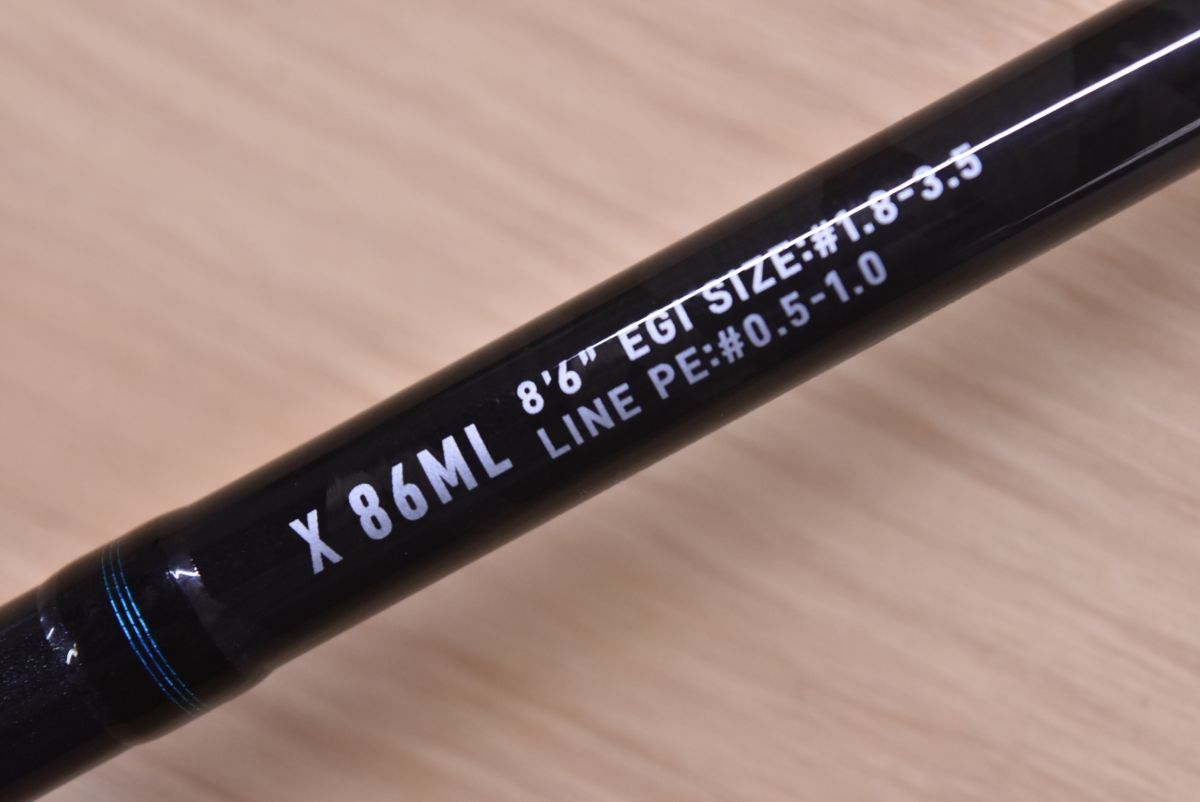 X 86ML
8'6" EGI SIZE:#1.8-3.5
LINE PE:#0.5-1.0